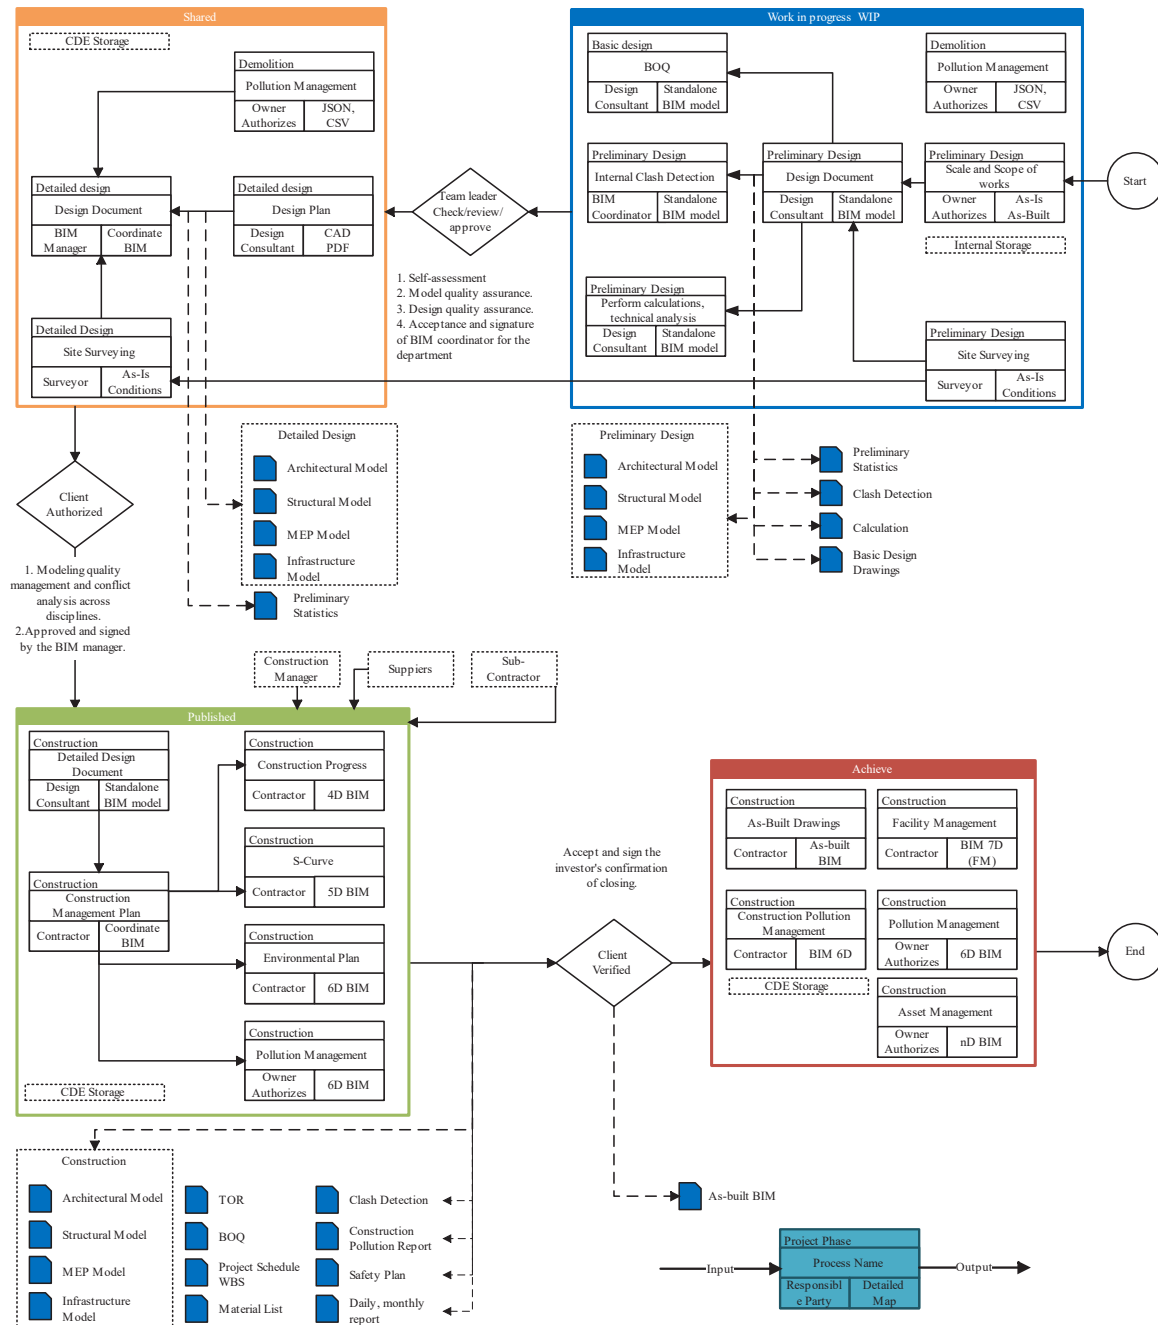 Shared
CDE Storage
Demolition
Pollution Management
Owner
Authorizes
JSON,
CSV
Detailed design
Design Document
BIM
Manager
Coordinate
BIM
Detailed design
Design Plan
Design
Consultant
CAD
PDF
Detailed Design
Site Surveying
Surveyor
As-Is
Conditions
Team leader
Check/review/
approve
1. Self-assessment
2. Model quality assurance.
3. Design quality assurance.
4. Acceptance and signature
of BIM coordinator for the
department
Work in progress  WIP
Basic design
BOQ
Design
Consultant
Standalone
BIM model
Demolition
Pollution Management
Owner
Authorizes
JSON,
CSV
Preliminary Design
Internal Clash Detection
BIM
Coordinator
Standalone
BIM model
Preliminary Design
Design Document
Design
Consultant
Standalone
BIM model
Preliminary Design
Scale and Scope of
works
Owner
Authorizes
As-Is
As-Built
Internal Storage
Start
Preliminary Design
Perform calculations,
technical analysis
Design
Consultant
Standalone
BIM model
Preliminary Design
Site Surveying
Surveyor
As-Is
Conditions
Client
Authorized
1. Modeling quality
management and conflict
analysis across
disciplines.
2.Approved and signed
by the BIM manager.
Detailed Design
Architectural Model
Structural Model
MEP Model
Infrastructure
Model
Preliminary
Statistics
Preliminary Design
Architectural Model
Structural Model
MEP Model
Infrastructure
Model
Preliminary
Statistics
Clash Detection
Calculation
Basic Design
Drawings
Construction
Manager
Suppiers
Sub-
Contractor
Published
Construction
Detailed Design
Document
Design
Consultant
Standalone
BIM model
Construction
Construction Progress
Contractor
4D BIM
Construction
S-Curve
Contractor
5D BIM
Construction
Construction
Management Plan
Contractor
Coordinate
BIM
Construction
Environmental Plan
Contractor
6D BIM
Construction
Pollution Management
Owner
Authorizes
6D BIM
CDE Storage
Accept and sign the
investor's confirmation
of closing.
Client
Verified
Achieve
Construction
As-Built Drawings
Contractor
As-built
BIM
Construction
Facility Management
Contractor
BIM 7D
(FM)
Construction
Construction Pollution
Management
Contractor
BIM 6D
CDE Storage
Construction
Pollution Management
Owner
Authorizes
6D BIM
Construction
Asset Management
Owner
Authorizes
nD BIM
End
Construction
Architectural Model
Structural Model
MEP Model
Infrastructure
Model
TOR
BOQ
Project Schedule
WBS
Material List
Clash Detection
Construction
Pollution Report
Safety Plan
Daily, monthly
report
As-built BIM
Input
Project Phase
Process Name
Responsibl
e Party
Detailed
Map
Output